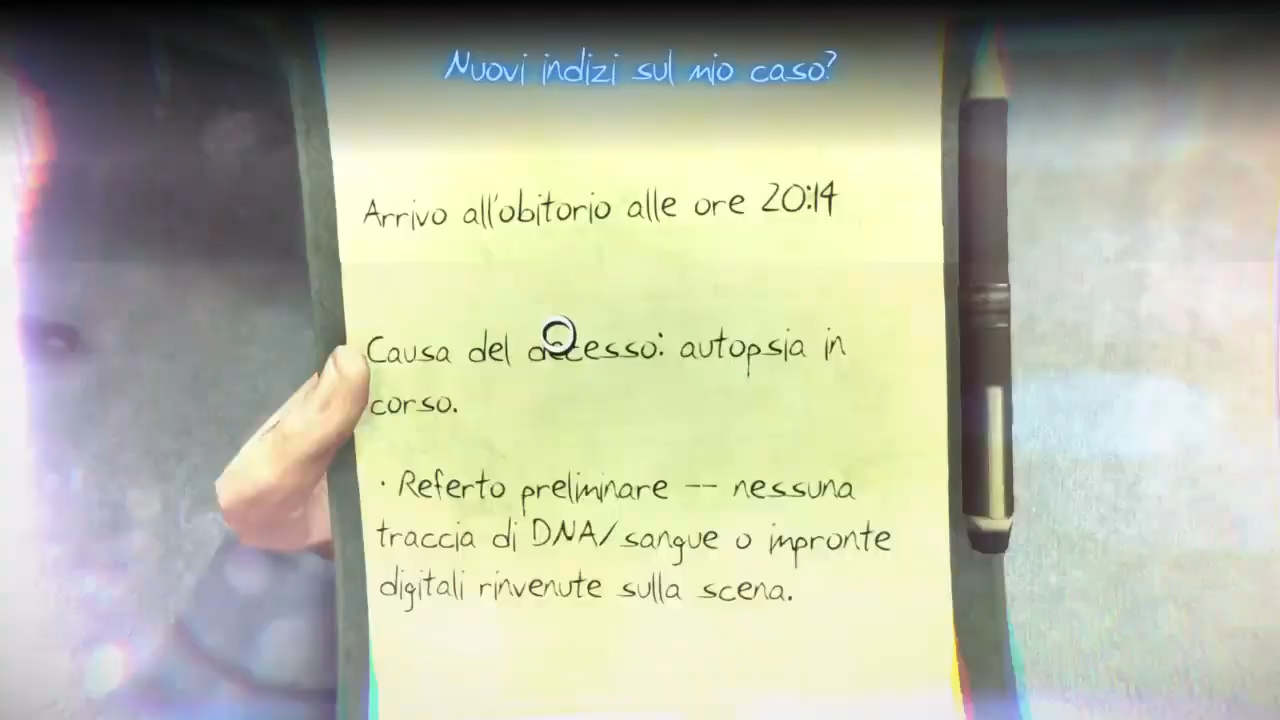 Nuovi indizi sul mio caso?
Arrivo all'obitorio alle ore 20:14
Causa del decesso: autopsia in
corso.
· Referto preliminare -- nessuna
traccia di DNA/sangue o impronte
digitali rinvenute sulla scena.